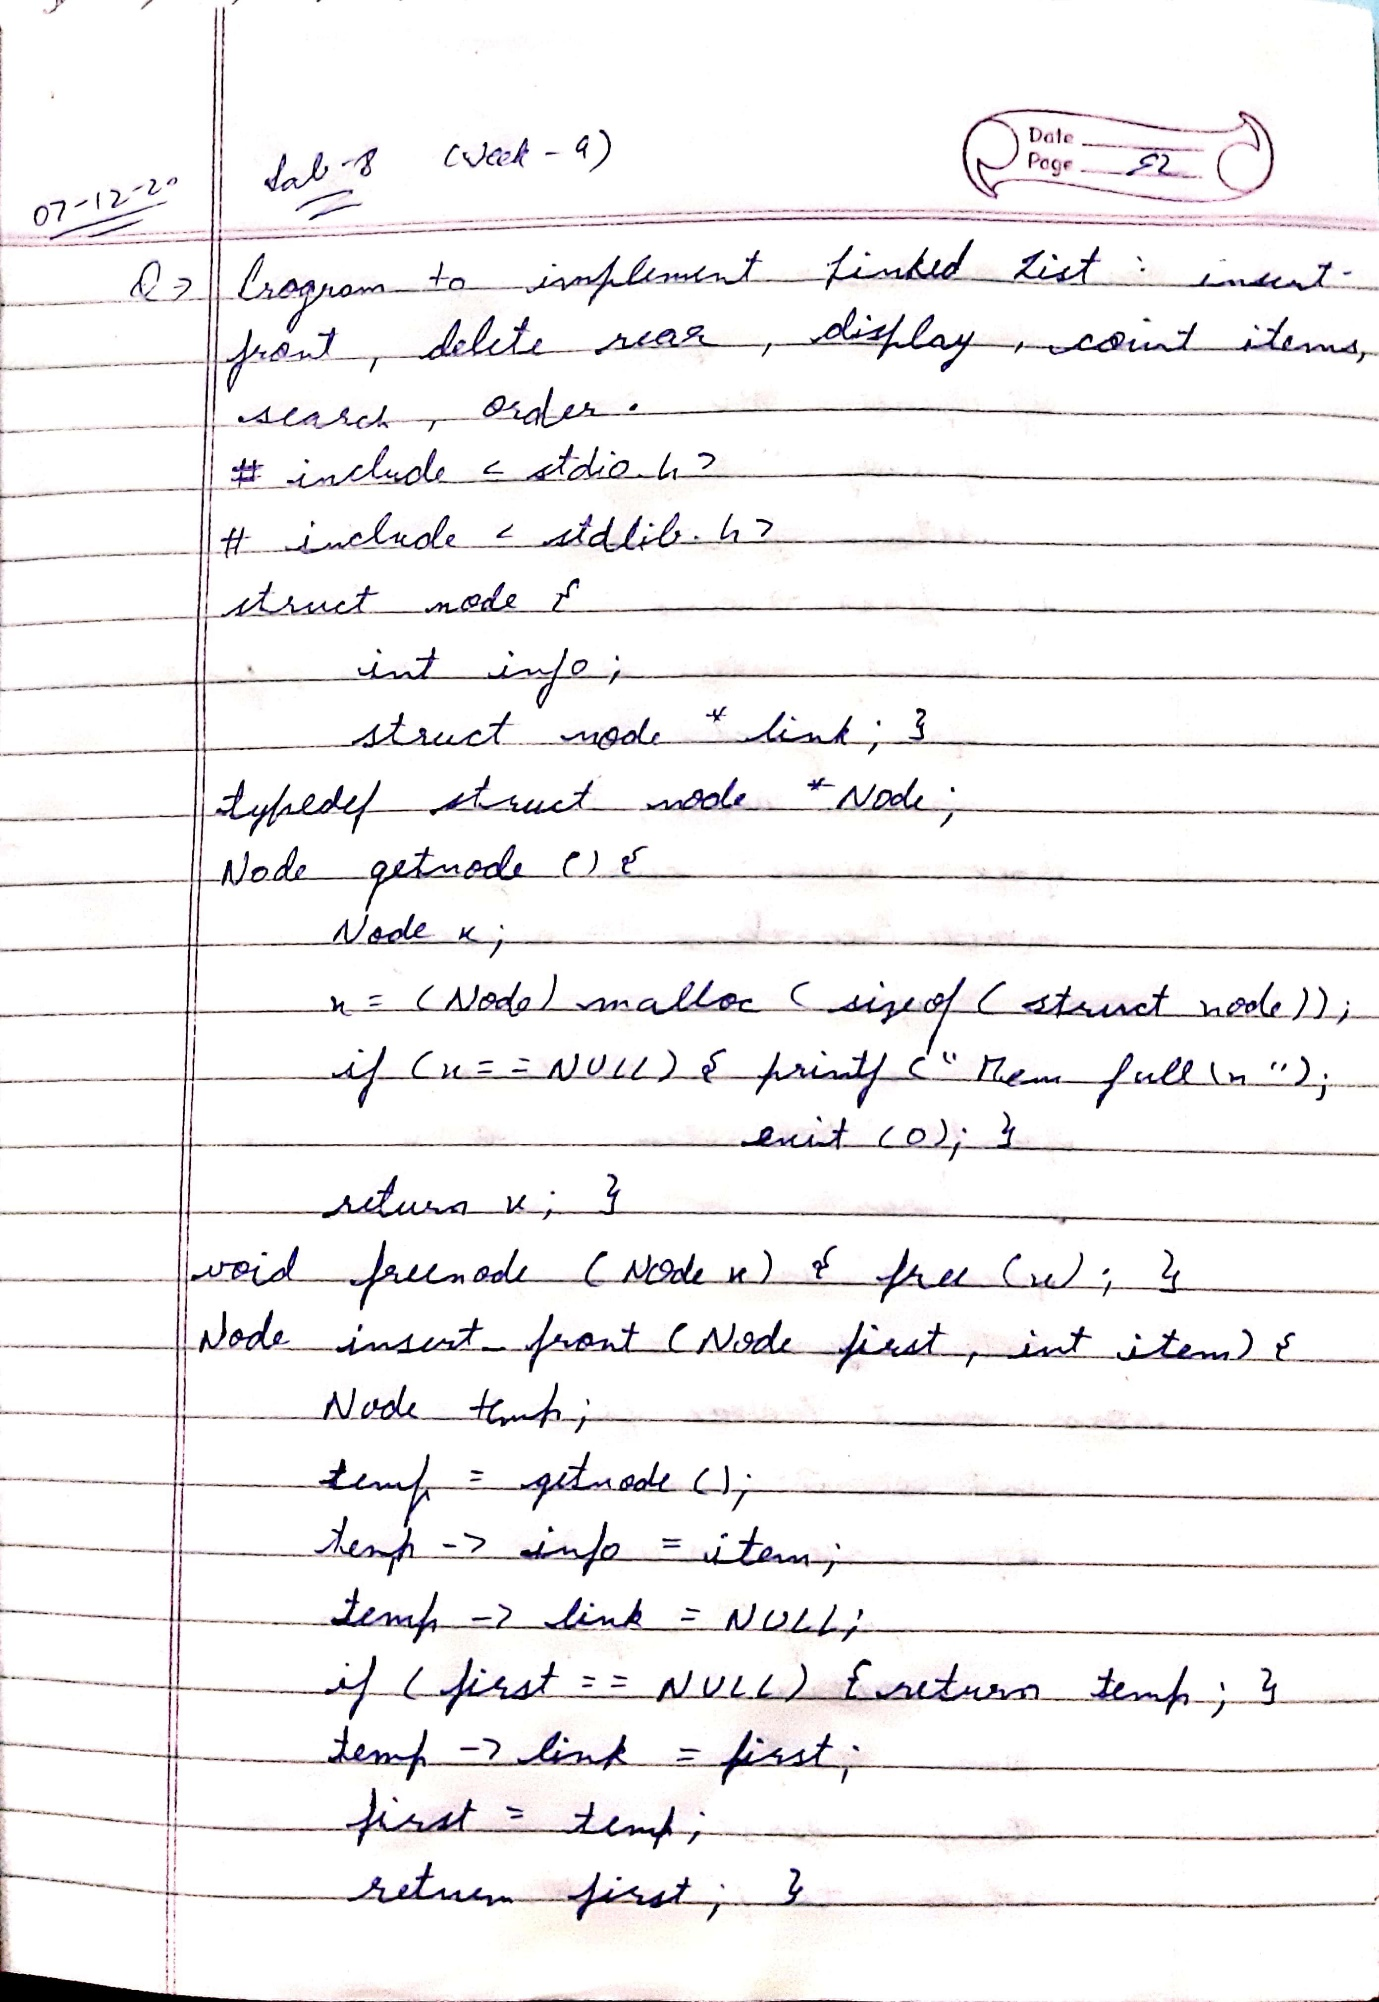 Date
Page 52
07-12-20
Lab-8 (Week - 9)
Q> Program to implement Linked List : insert-
front, delete rear, display, count items,
search, order.
# include < stdio.h>
# include < stdlib.h>
struct node {
int info;
struct node * link; }
typedef struct node * Node;
Node getnode () {
Node x;
x = (Node) malloc ( sizeof ( struct node));
if (x == NULL) { printf (" Mem full \n ");
exit (0); }
return x; }
void freenode ( Node x) { free (x); }
Node insert_front ( Node first, int item) {
Node temp;
temp = getnode ();
temp -> info = item;
temp -> link = NULL;
if ( first == NULL) { return temp; }
temp -> link = first;
first = temp;
return first; }